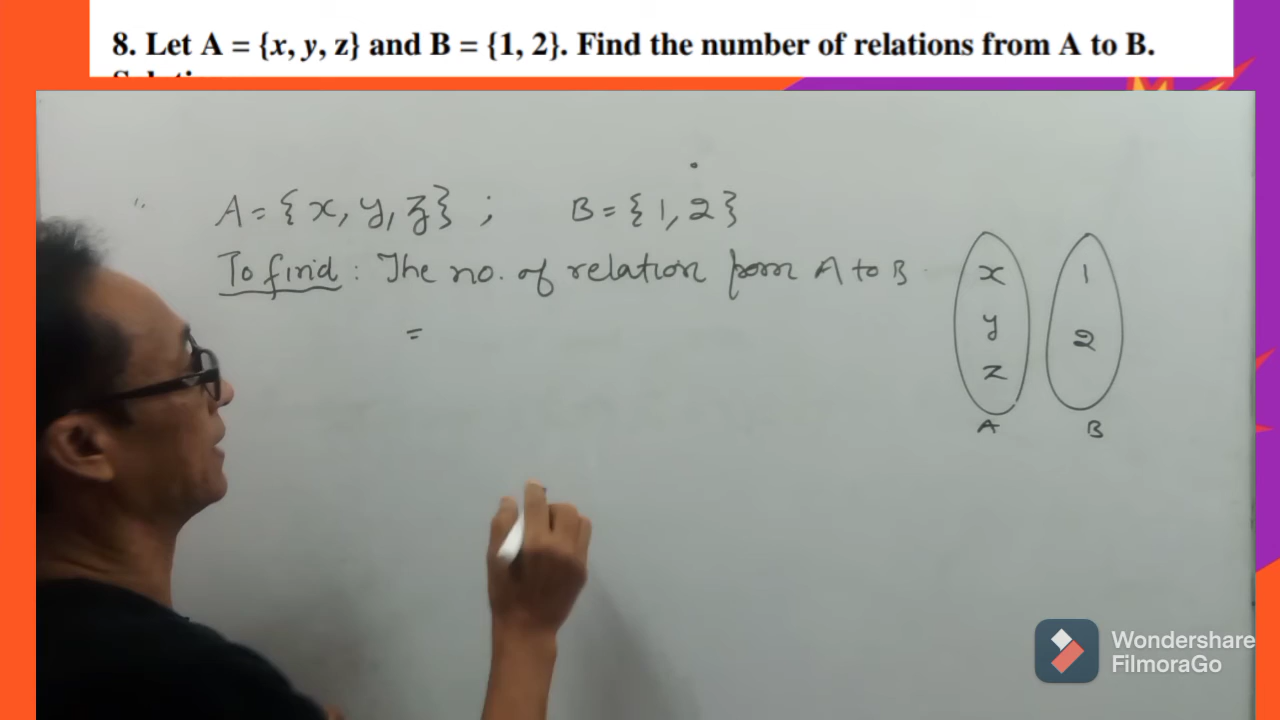 8. Let A = {x, y, z} and B = {1, 2}. Find the number of relations from A to B.
A = { x, y, z } ; B = { 1, 2 }
To find : The no. of relation from A to B
=
x
y
z
A
1
2
B
Wondershare
FilmoraGo